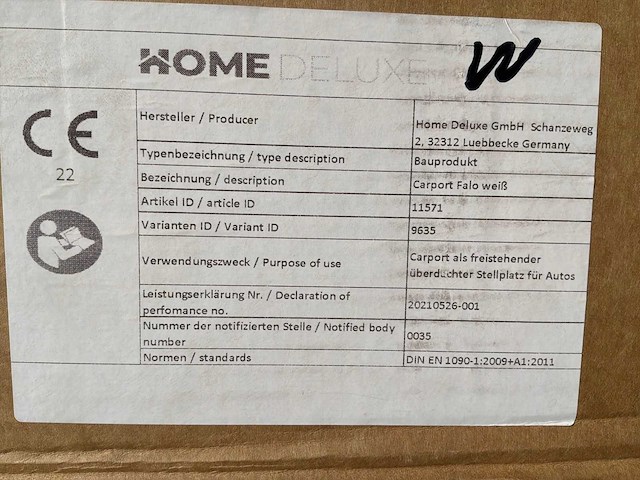 HOME DELUXE W
CE
22
Hersteller / Producer
Home Deluxe GmbH Schanzeweg
2, 32312 Luebbecke Germany
Typenbezeichnung / type description
Bauprodukt
Bezeichnung / description
Carport Falo weiß
Artikel ID / article ID
11571
Varianten ID / Variant ID
9635
Verwendungszweck / Purpose of use
Carport als freistehender
überdachter Stellplatz für Autos
Leistungserklärung Nr. / Declaration of
perfomance no.
20210526-001
Nummer der notifizierten Stelle / Notified body
number
0035
Normen / standards
DIN EN 1090-1:2009+A1:2011